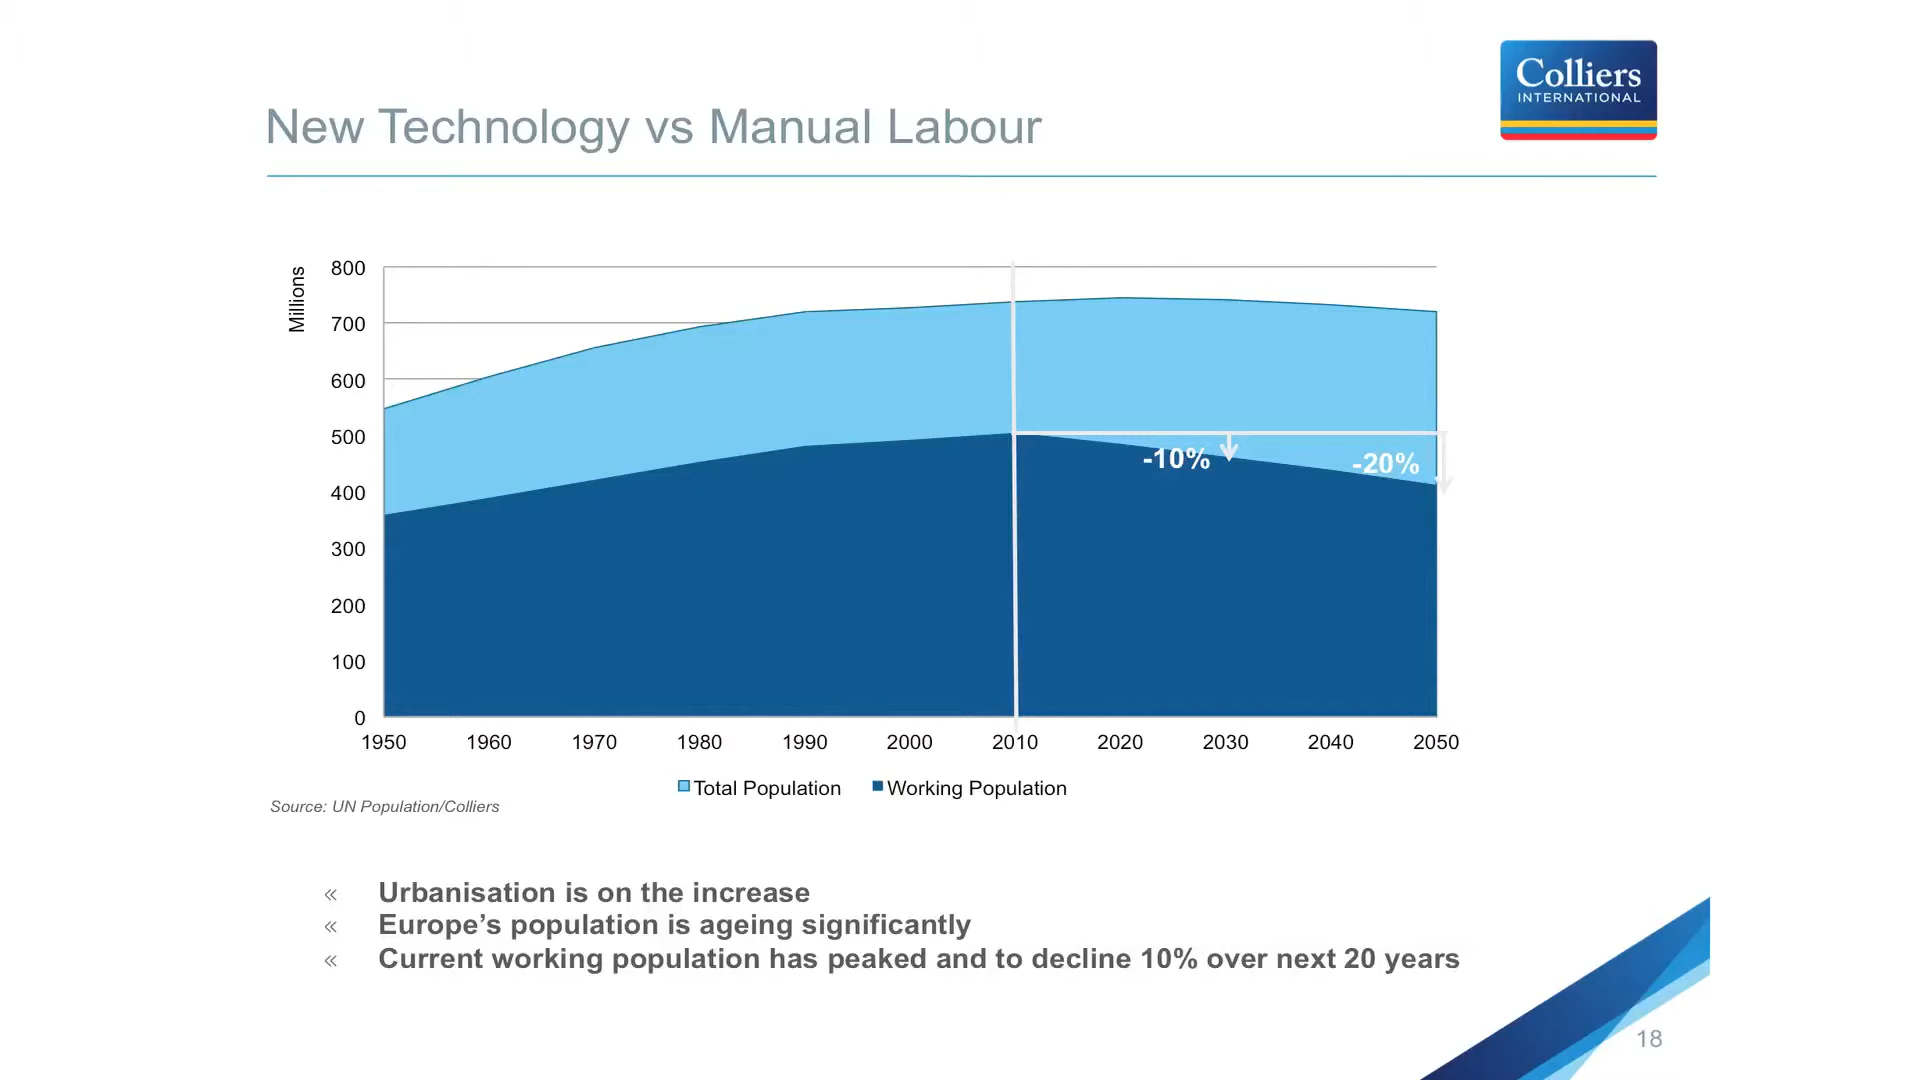 Colliers
INTERNATIONAL
New Technology vs Manual Labour
Millions
800
700
600
500
400
300
200
100
0
-10%
-20%
1950 1960 1970 1980 1990 2000 2010 2020 2030 2040 2050
Total Population Working Population
Source: UN Population/Colliers
« Urbanisation is on the increase
« Europe’s population is ageing significantly
« Current working population has peaked and to decline 10% over next 20 years
18